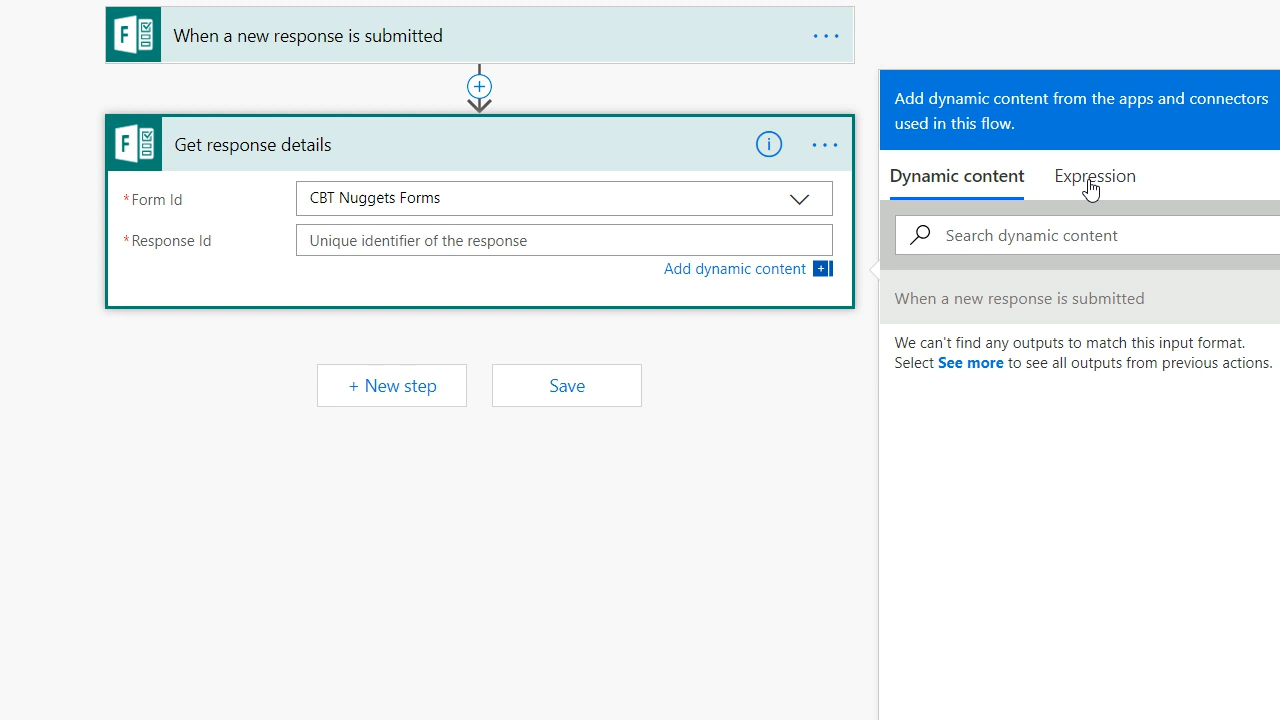 When a new response is submitted
Get response details
* Form Id
CBT Nuggets Forms
* Response Id
Unique identifier of the response
Add dynamic content
+ New step
Save
Add dynamic content from the apps and connectors
used in this flow.
Dynamic content
Expression
Search dynamic content
When a new response is submitted
We can't find any outputs to match this input format.
Select See more to see all outputs from previous actions.